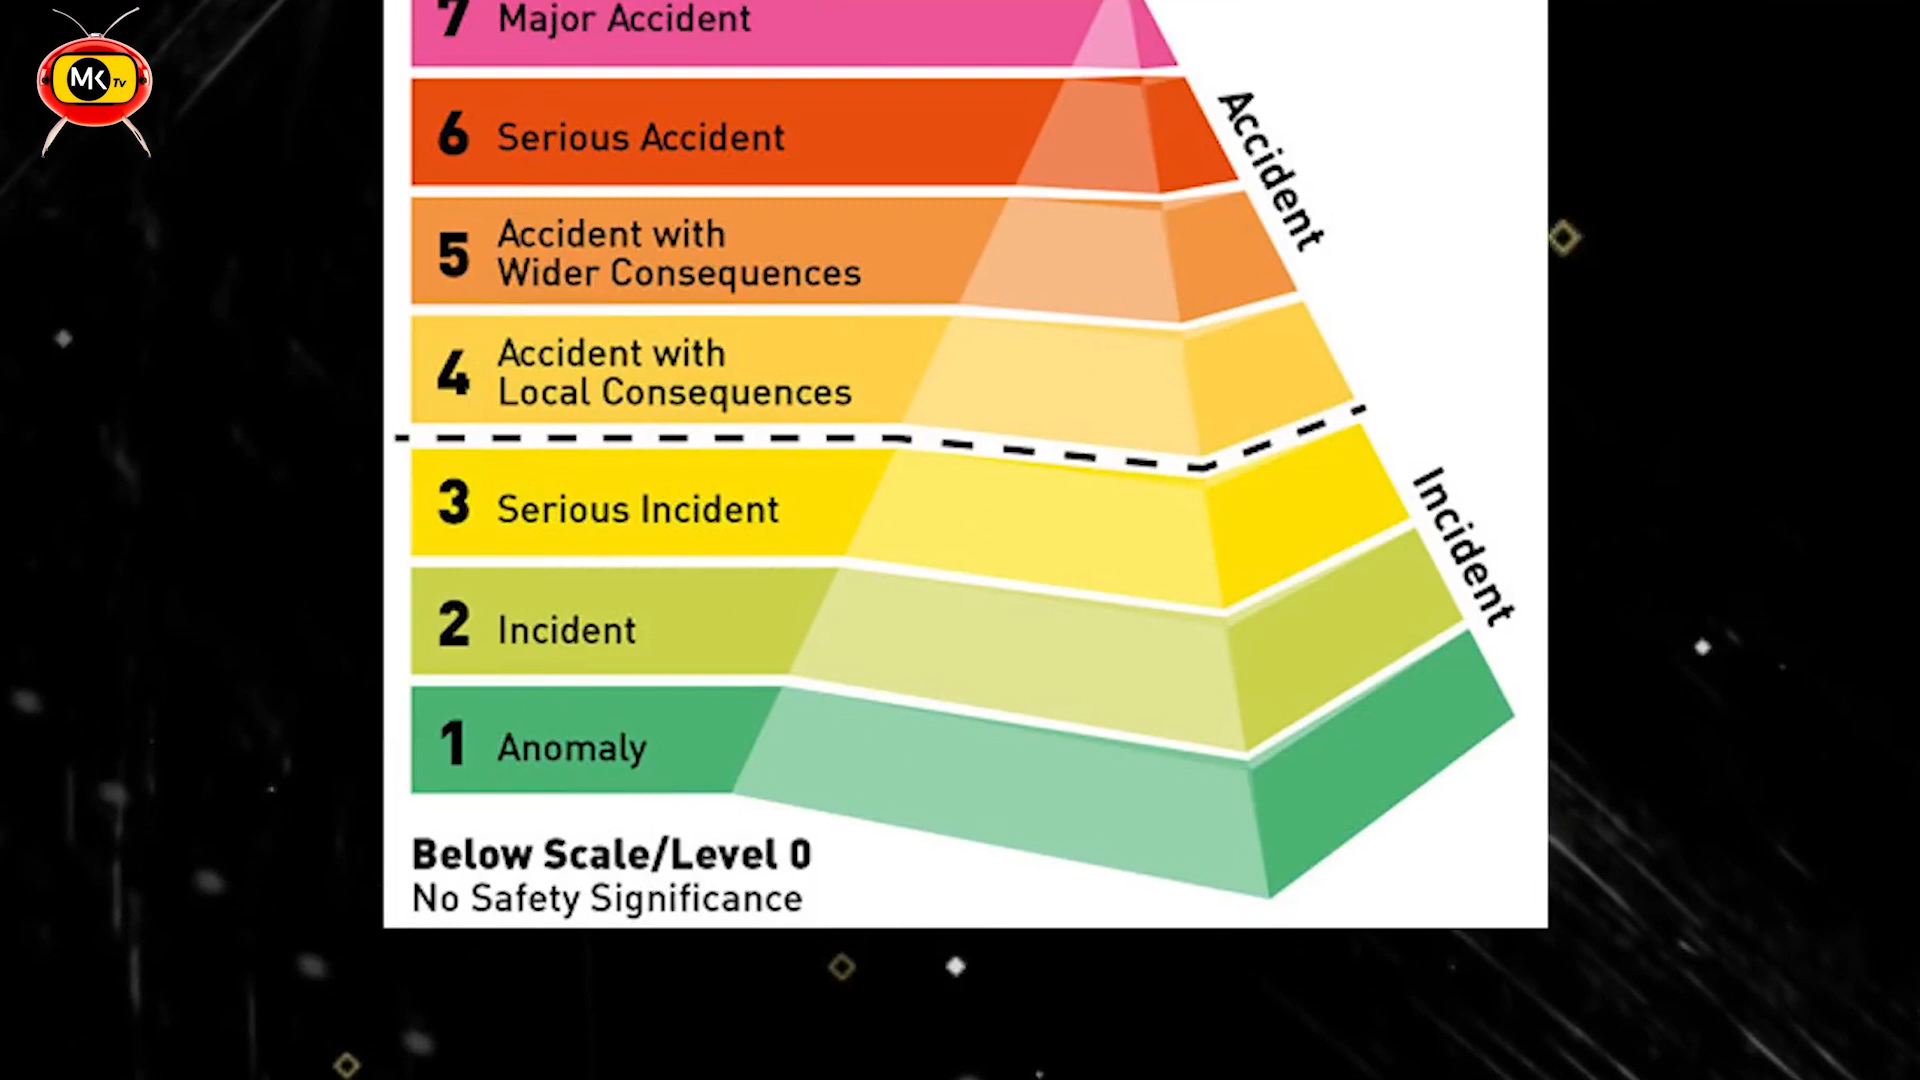 MK Tv
7 Major Accident
6 Serious Accident
5 Accident with
Wider Consequences
4 Accident with
Local Consequences
3 Serious Incident
2 Incident
1 Anomaly
Below Scale/Level 0
No Safety Significance
Accident
Incident